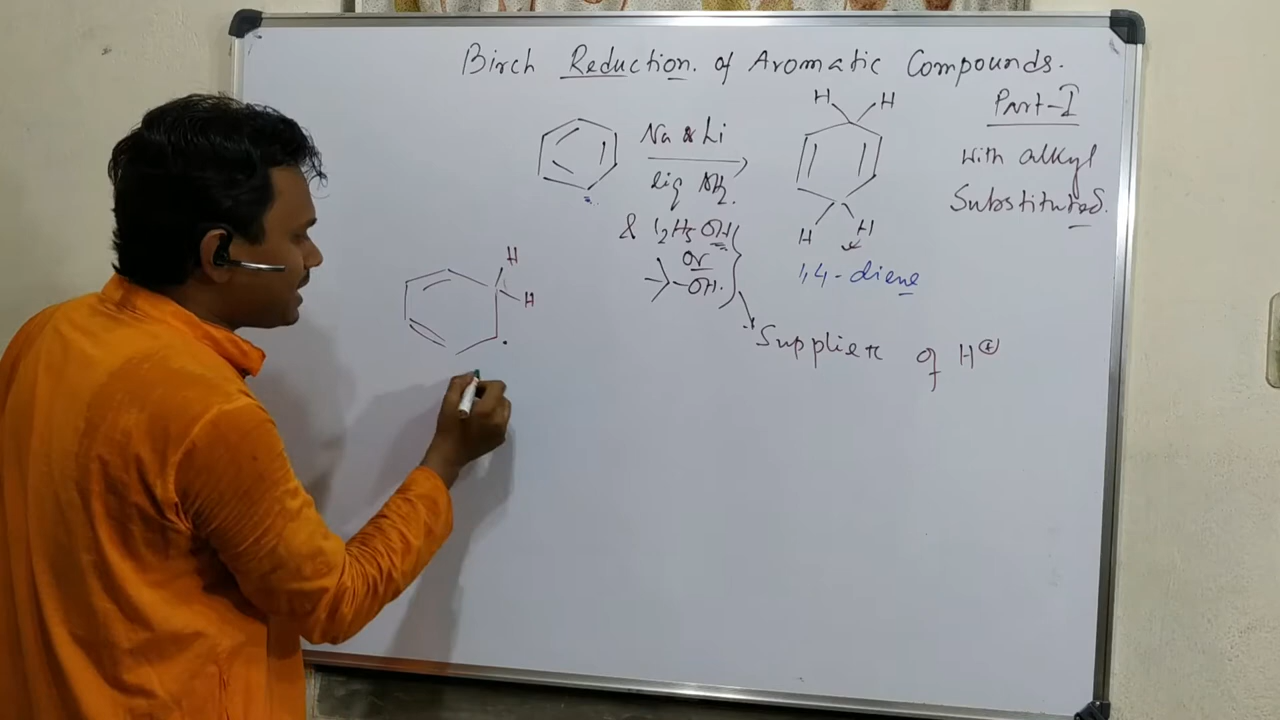 Birch Reduction of Aromatic Compounds.
Part-I
With alkyl
Substituted.
Na & Li
liq NH3.
& C2H5OH
Or
-OH.
H H
H H
1,4-diene
Supplier of H⊕
H
H